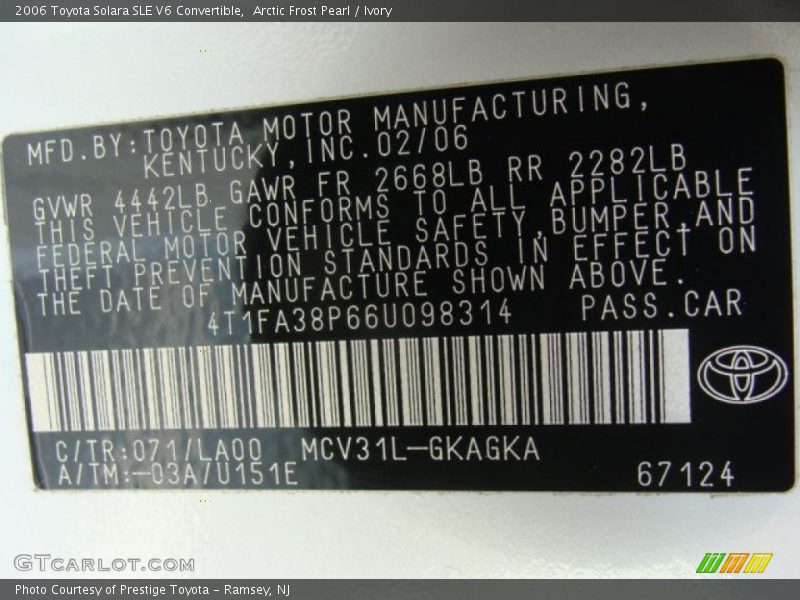 2006 Toyota Solara SLE V6 Convertible,  Arctic Frost Pearl / Ivory
MFD.BY:TOYOTA MOTOR MANUFACTURING,
KENTUCKY,INC.02/06
GVWR 4442LB GAWR FR 2668LB RR 2282LB
THIS VEHICLE CONFORMS TO ALL APPLICABLE
FEDERAL MOTOR VEHICLE SAFETY,BUMPER,AND
THEFT PREVENTION STANDARDS IN EFFECT ON
THE DATE OF MANUFACTURE SHOWN ABOVE.
4T1FA38P66U098314 PASS.CAR
C/TR:071/LA00 MCV31L-GKAGKA
A/TM:-03A/U151E 67124
GTCARLOT.COM
Photo Courtesy of Prestige Toyota – Ramsey, NJ